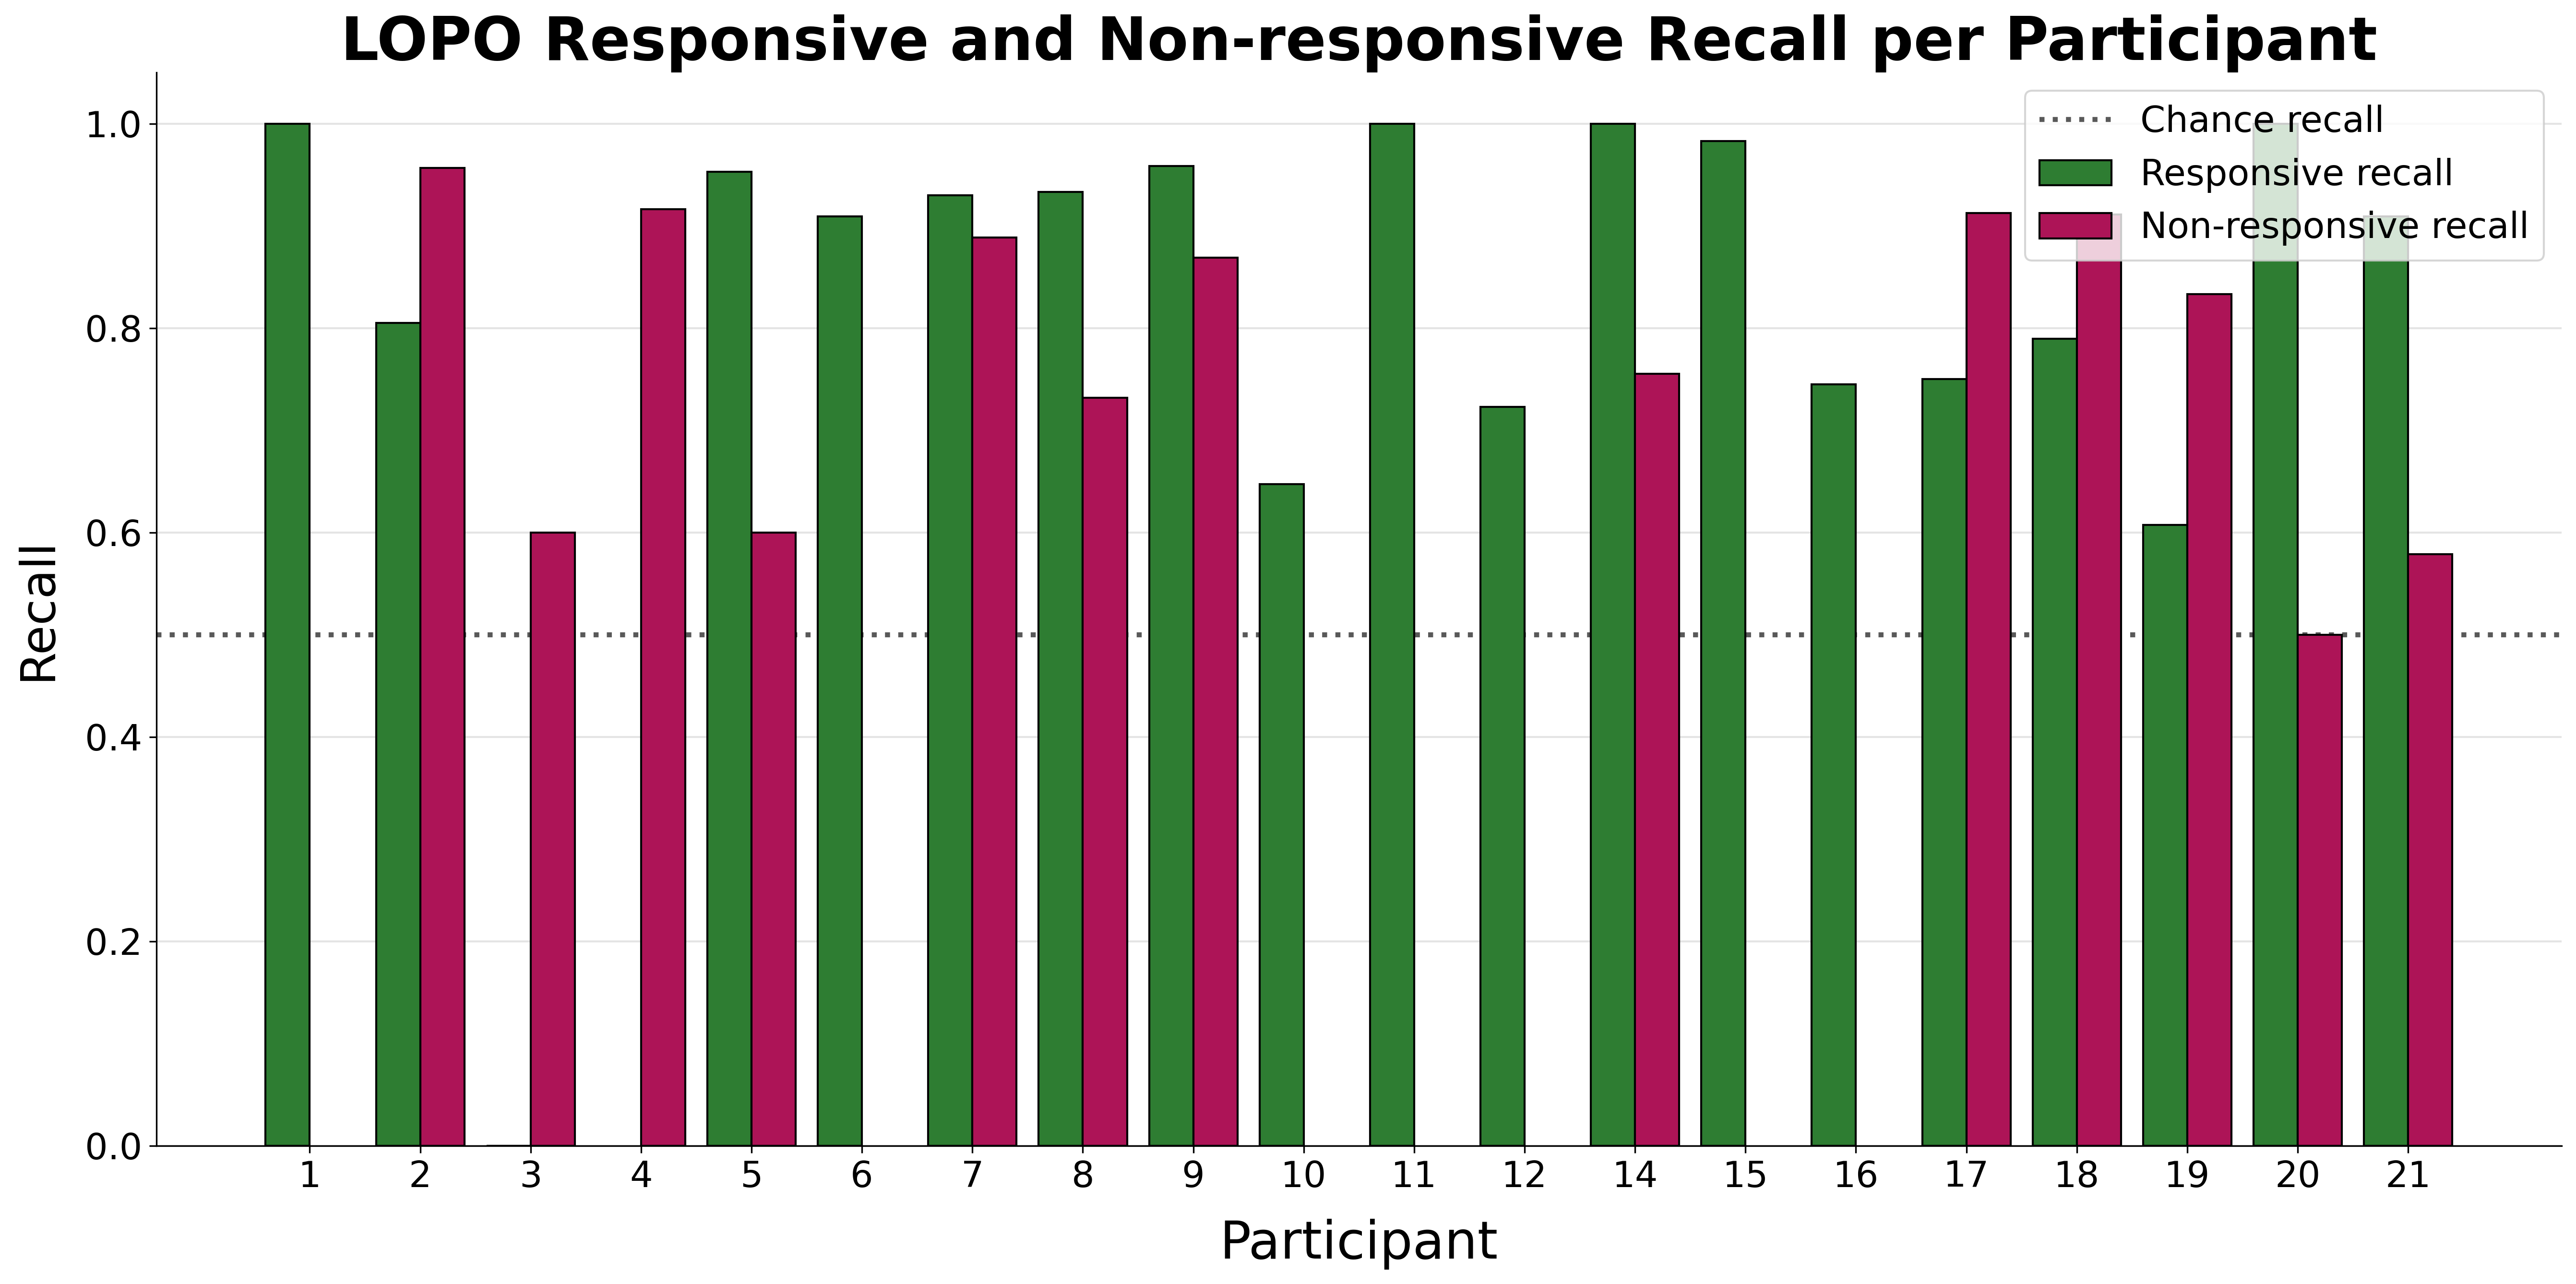 LOPO Responsive and Non-responsive Recall per Participant
Chance recall
Responsive recall
Non-responsive recall
1.0
0.8
0.6
0.4
0.2
0.0
Recall
1 2 3 4 5 6 7 8 9 10 11 12 14 15 16 17 18 19 20 21
Participant